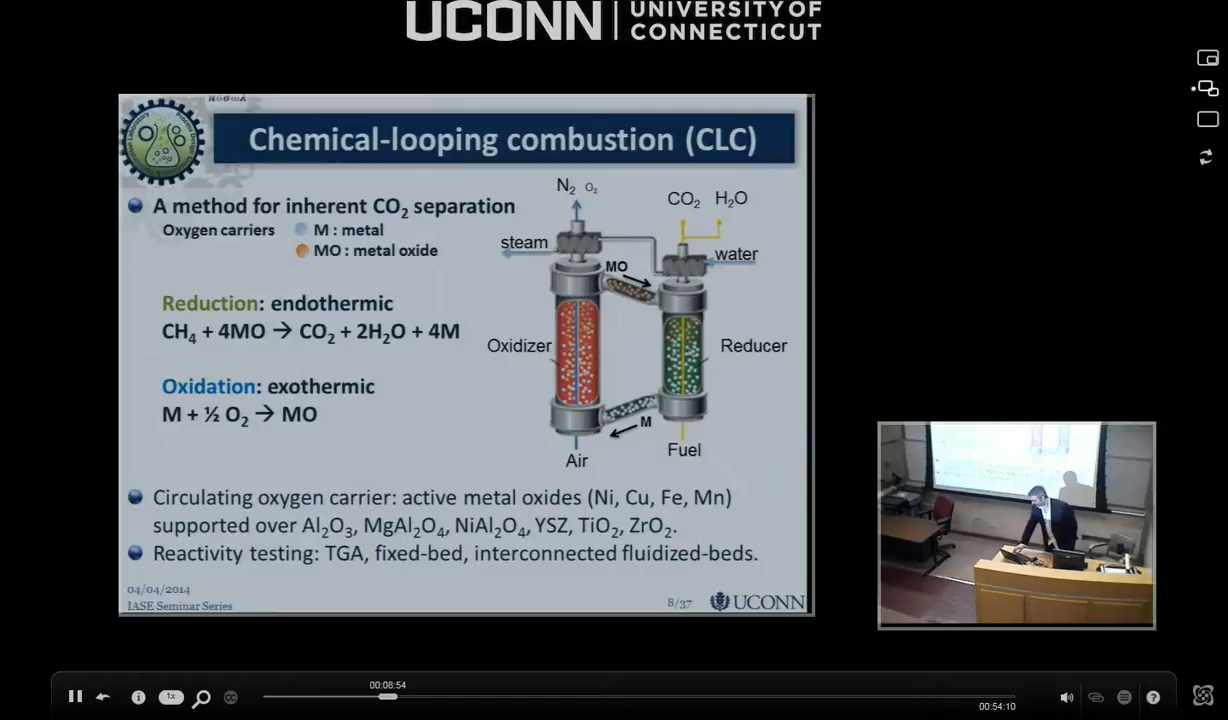 UCONN | UNIVERSITY OF CONNECTICUT
Chemical-looping combustion (CLC)
A method for inherent CO₂ separation
Oxygen carriers M : metal
MO : metal oxide
Reduction: endothermic
CH₄ + 4MO → CO₂ + 2H₂O + 4M
Oxidation: exothermic
M + ½ O₂ → MO
N₂ O₂
CO₂ H₂O
steam
water
MO
Oxidizer
Reducer
M
Air
Fuel
Circulating oxygen carrier: active metal oxides (Ni, Cu, Fe, Mn)
supported over Al₂O₃, MgAl₂O₄, NiAl₂O₄, YSZ, TiO₂, ZrO₂.
Reactivity testing: TGA, fixed-bed, interconnected fluidized-beds.
04/04/2014
IASE Seminar Series
8/37
UCONN
1x
CC
00:08:54
00:54:10